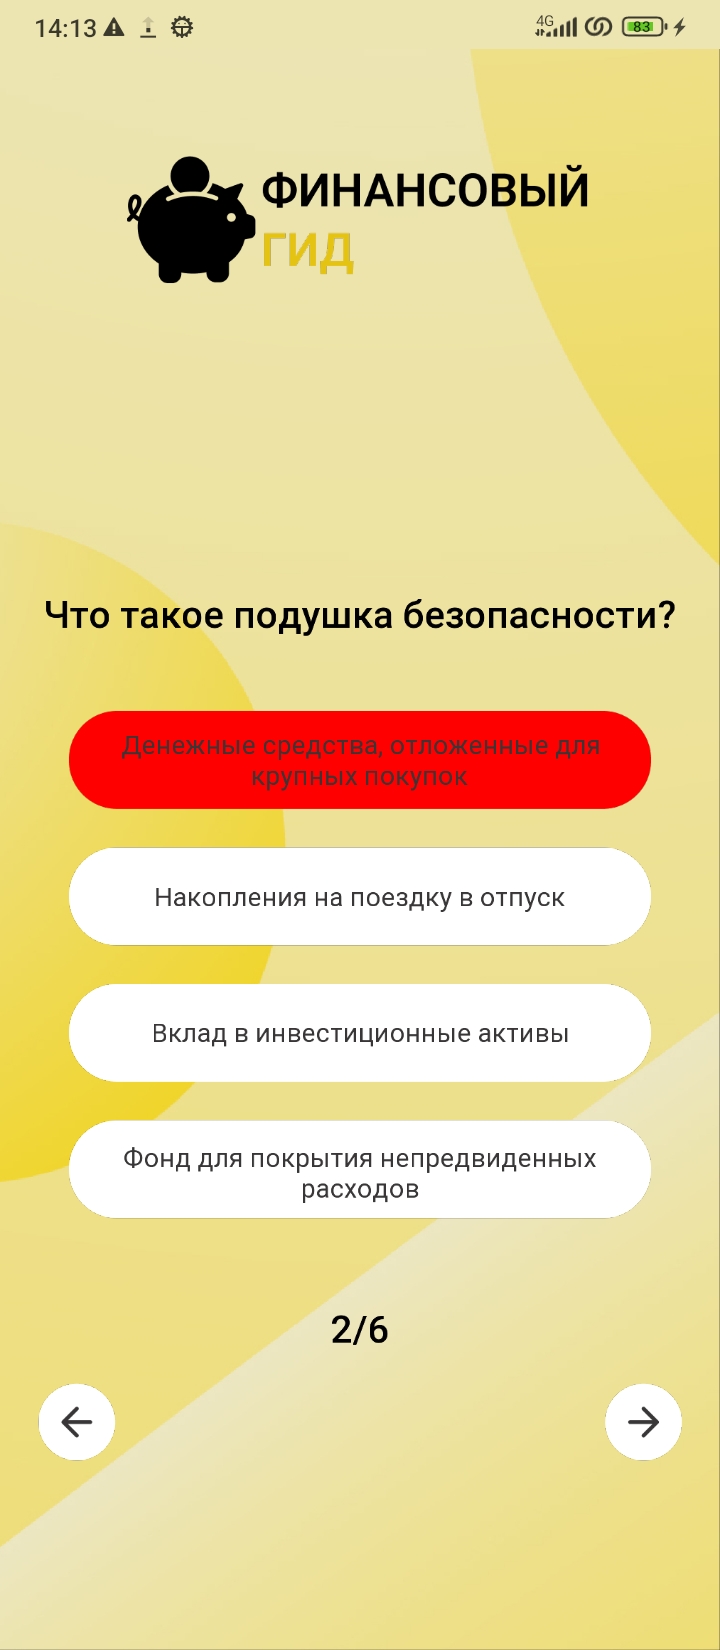 14:13
4G
83
ФИНАНСОВЫЙ
ГИД
Что такое подушка безопасности?
Денежные средства, отложенные для
крупных покупок
Накопления на поездку в отпуск
Вклад в инвестиционные активы
Фонд для покрытия непредвиденных
расходов
2/6